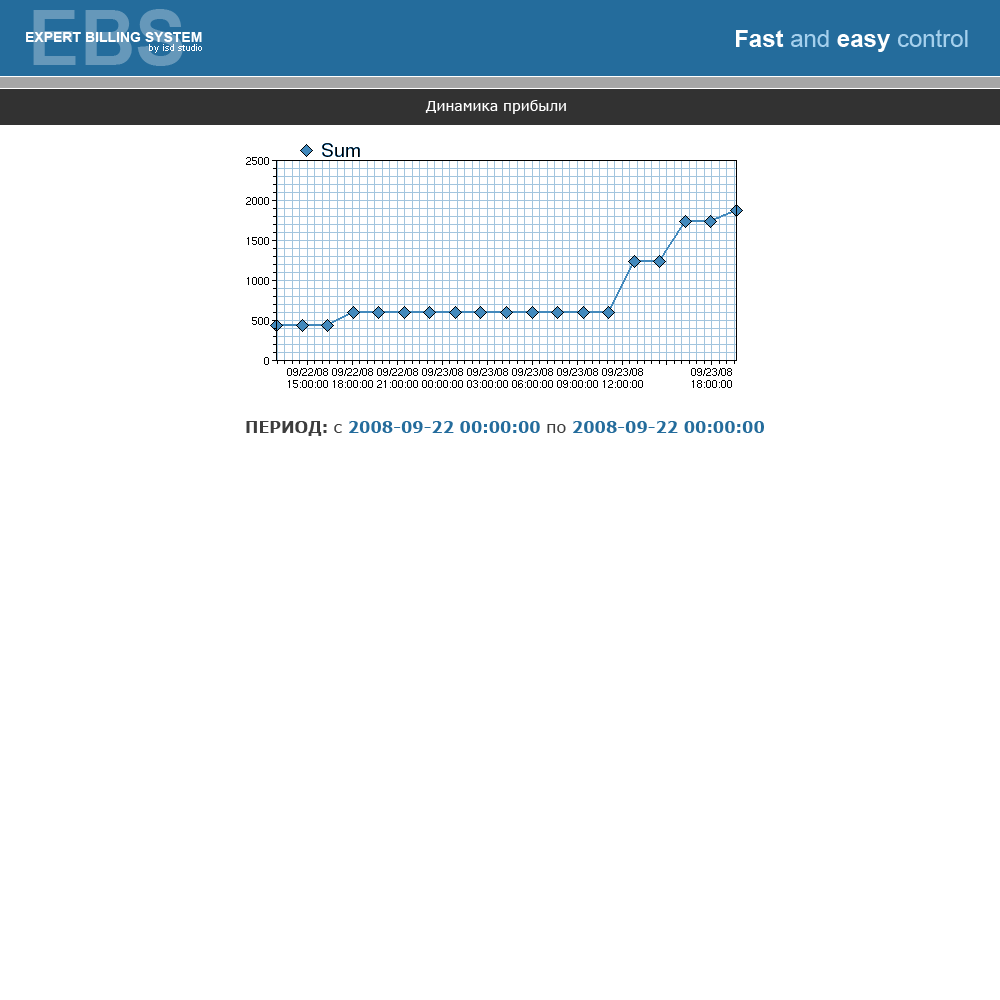 EBS
EXPERT BILLING SYSTEM
by isd studio
Fast and easy control
Динамика прибыли
Sum
2500
2000
1500
1000
500
0
09/22/08 09/22/08 09/22/08 09/23/08 09/23/08 09/23/08 09/23/08 09/23/08 09/23/08
15:00:00 18:00:00 21:00:00 00:00:00 03:00:00 06:00:00 09:00:00 12:00:00 18:00:00
ПЕРИОД: с 2008-09-22 00:00:00 по 2008-09-22 00:00:00